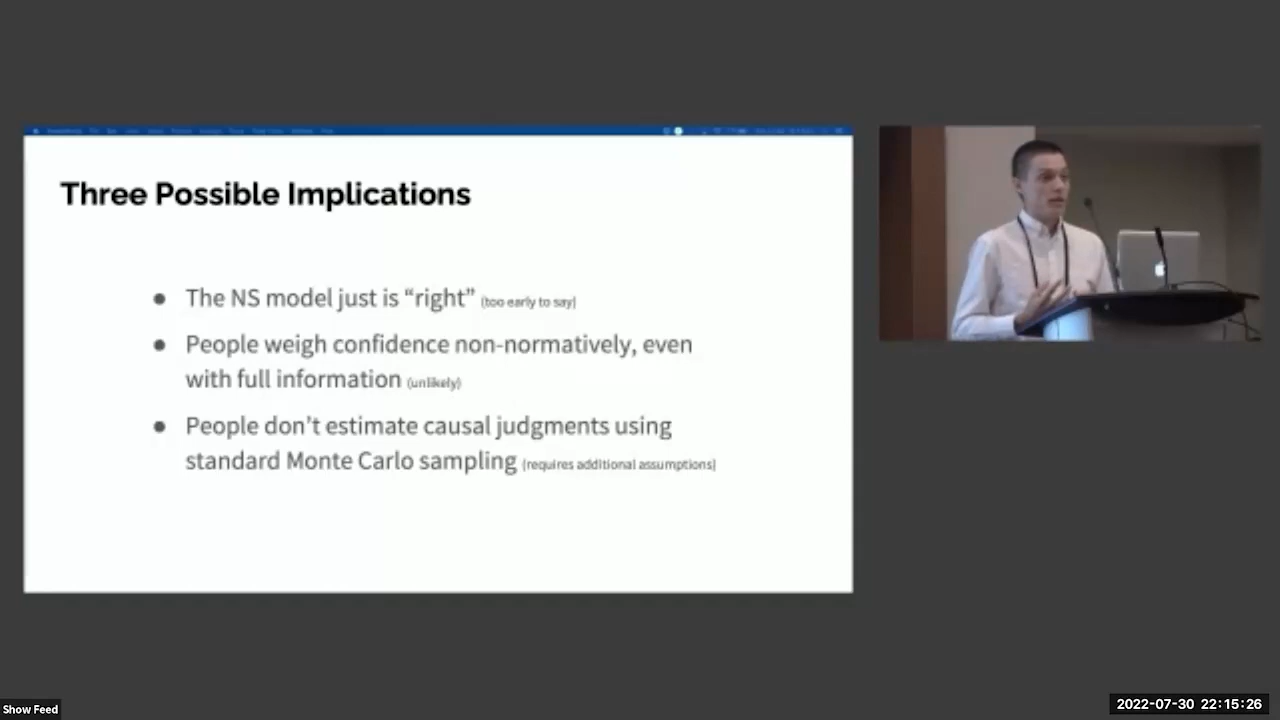 Three Possible Implications
● The NS model just is “right” (too early to say)
● People weigh confidence non-normatively, even
with full information (unlikely)
● People don’t estimate causal judgments using
standard Monte Carlo sampling (requires additional assumptions)
Show Feed
2022-07-30 22:15:26